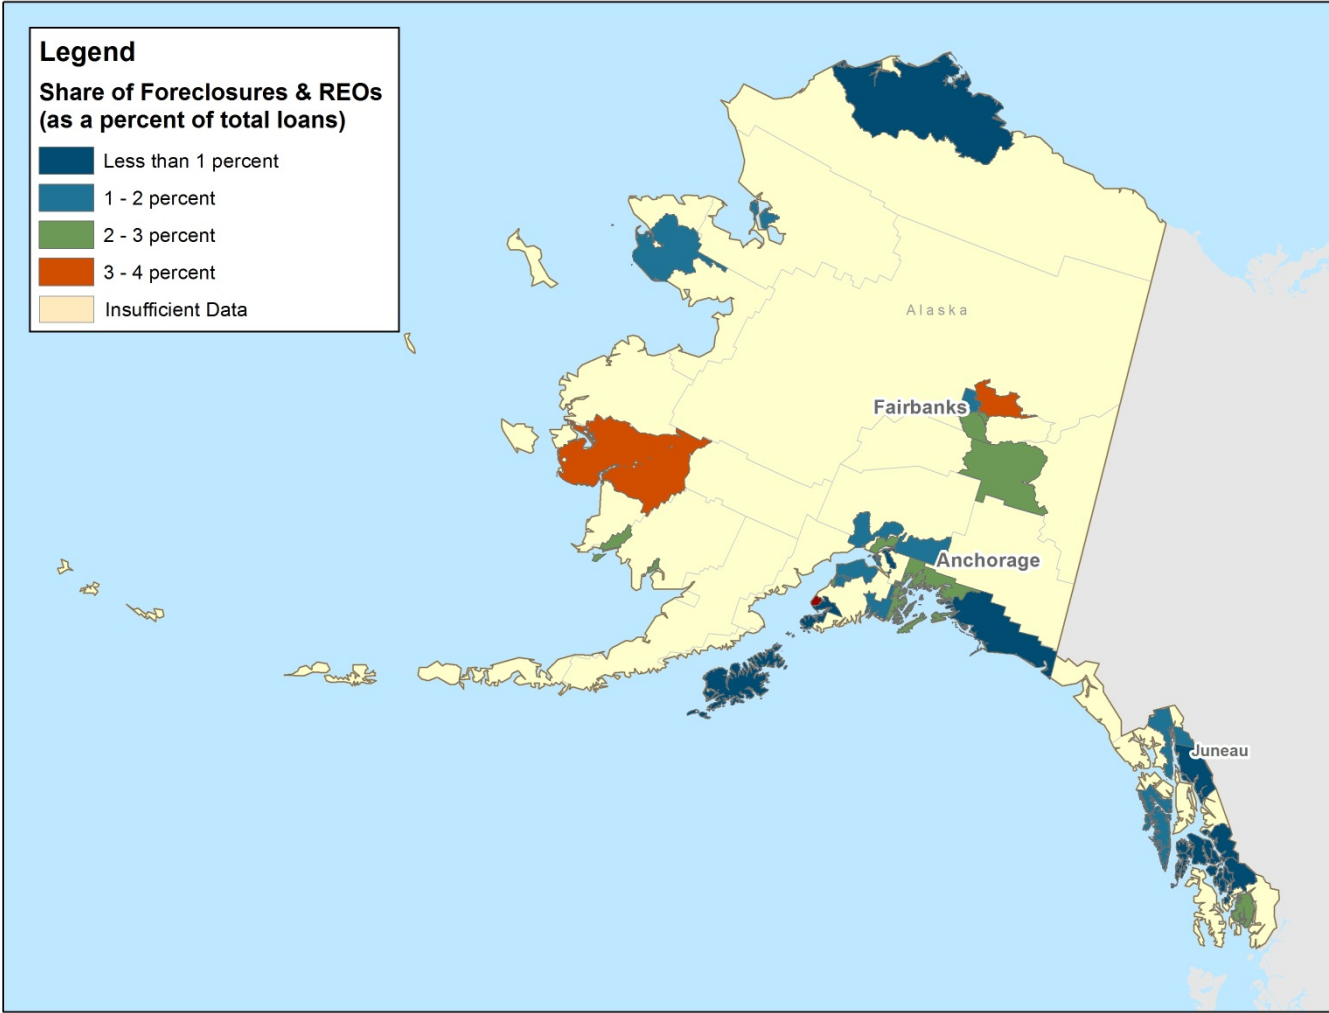 Legend
Share of Foreclosures & REOs
(as a percent of total loans)
Less than 1 percent
1 - 2 percent
2 - 3 percent
3 - 4 percent
Insufficient Data
Alaska
Fairbanks
Anchorage
Juneau